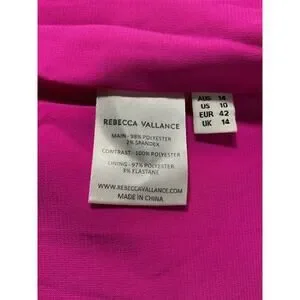 REBECCA VALLANCE
MAIN - 98% POLYESTER
2% SPANDEX
CONTRAST - 100% POLYESTER
LINING - 97% POLYESTER
3% ELASTANE
WWW.REBECCAVALLANCE.COM
MADE IN CHINA
AUS 14
US 10
EUR 42
UK 14